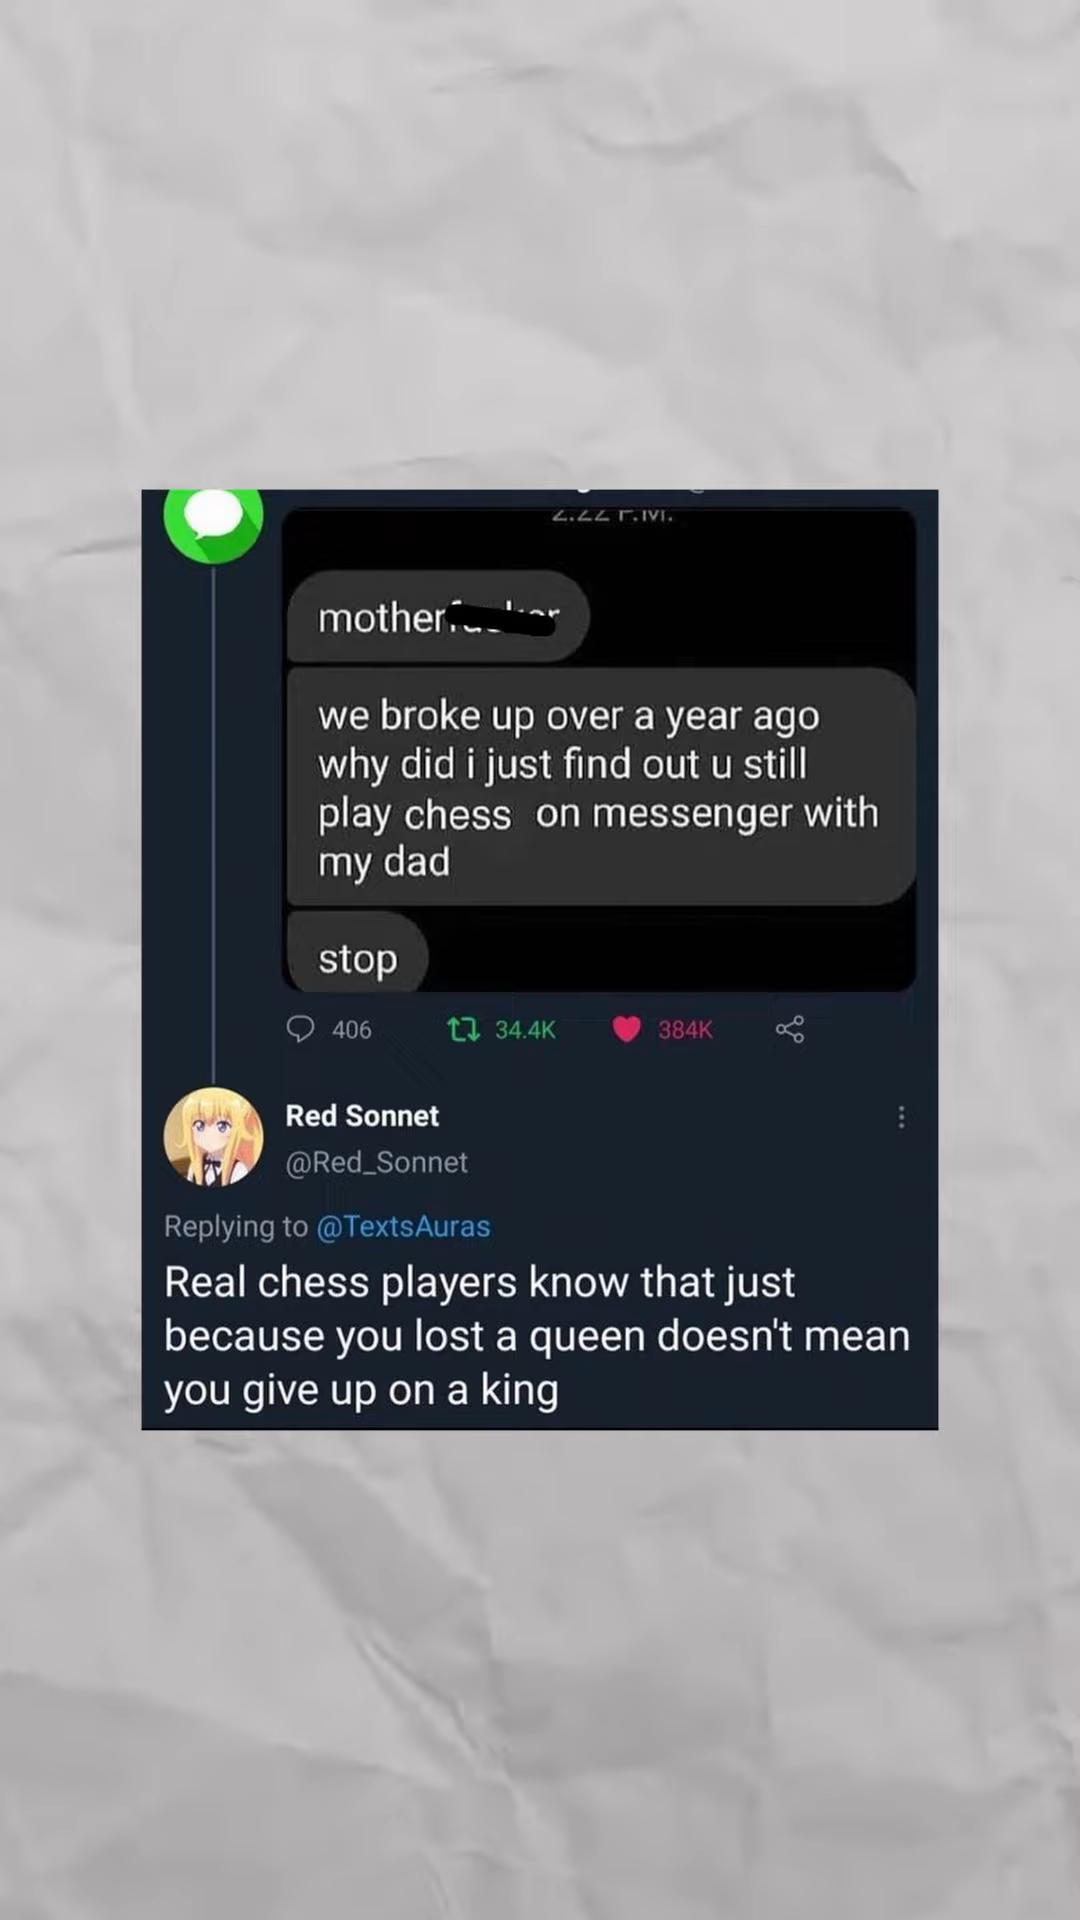 2:22 P.M.
motherfucker
we broke up over a year ago
why did i just find out u still
play chess on messenger with
my dad
stop
406 34.4K 384K
Red Sonnet
@Red_Sonnet
Replying to @TextsAuras
Real chess players know that just
because you lost a queen doesn't mean
you give up on a king